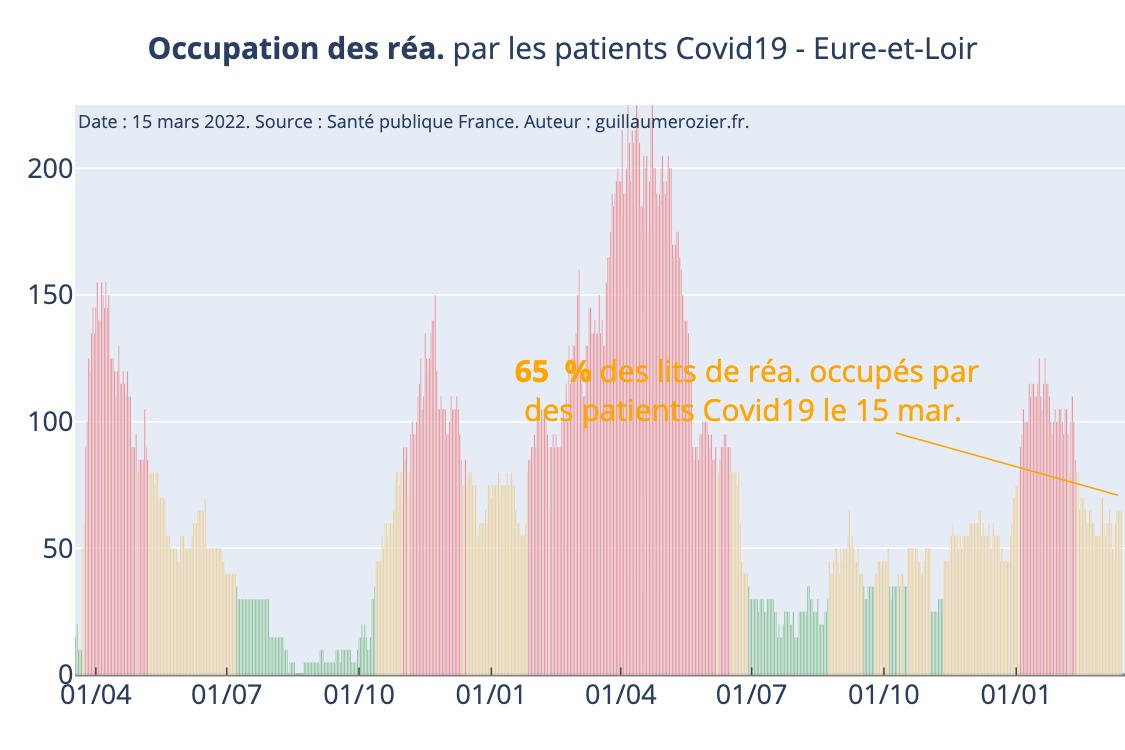 Occupation des réa. par les patients Covid19 - Eure-et-Loir
Date : 15 mars 2022. Source : Santé publique France. Auteur : guillaumerozier.fr.
200
150
65 % des lits de réa. occupés par
des patients Covid19 le 15 mar.
100
50
0
01/04 01/07 01/10 01/01 01/04 01/07 01/10 01/01